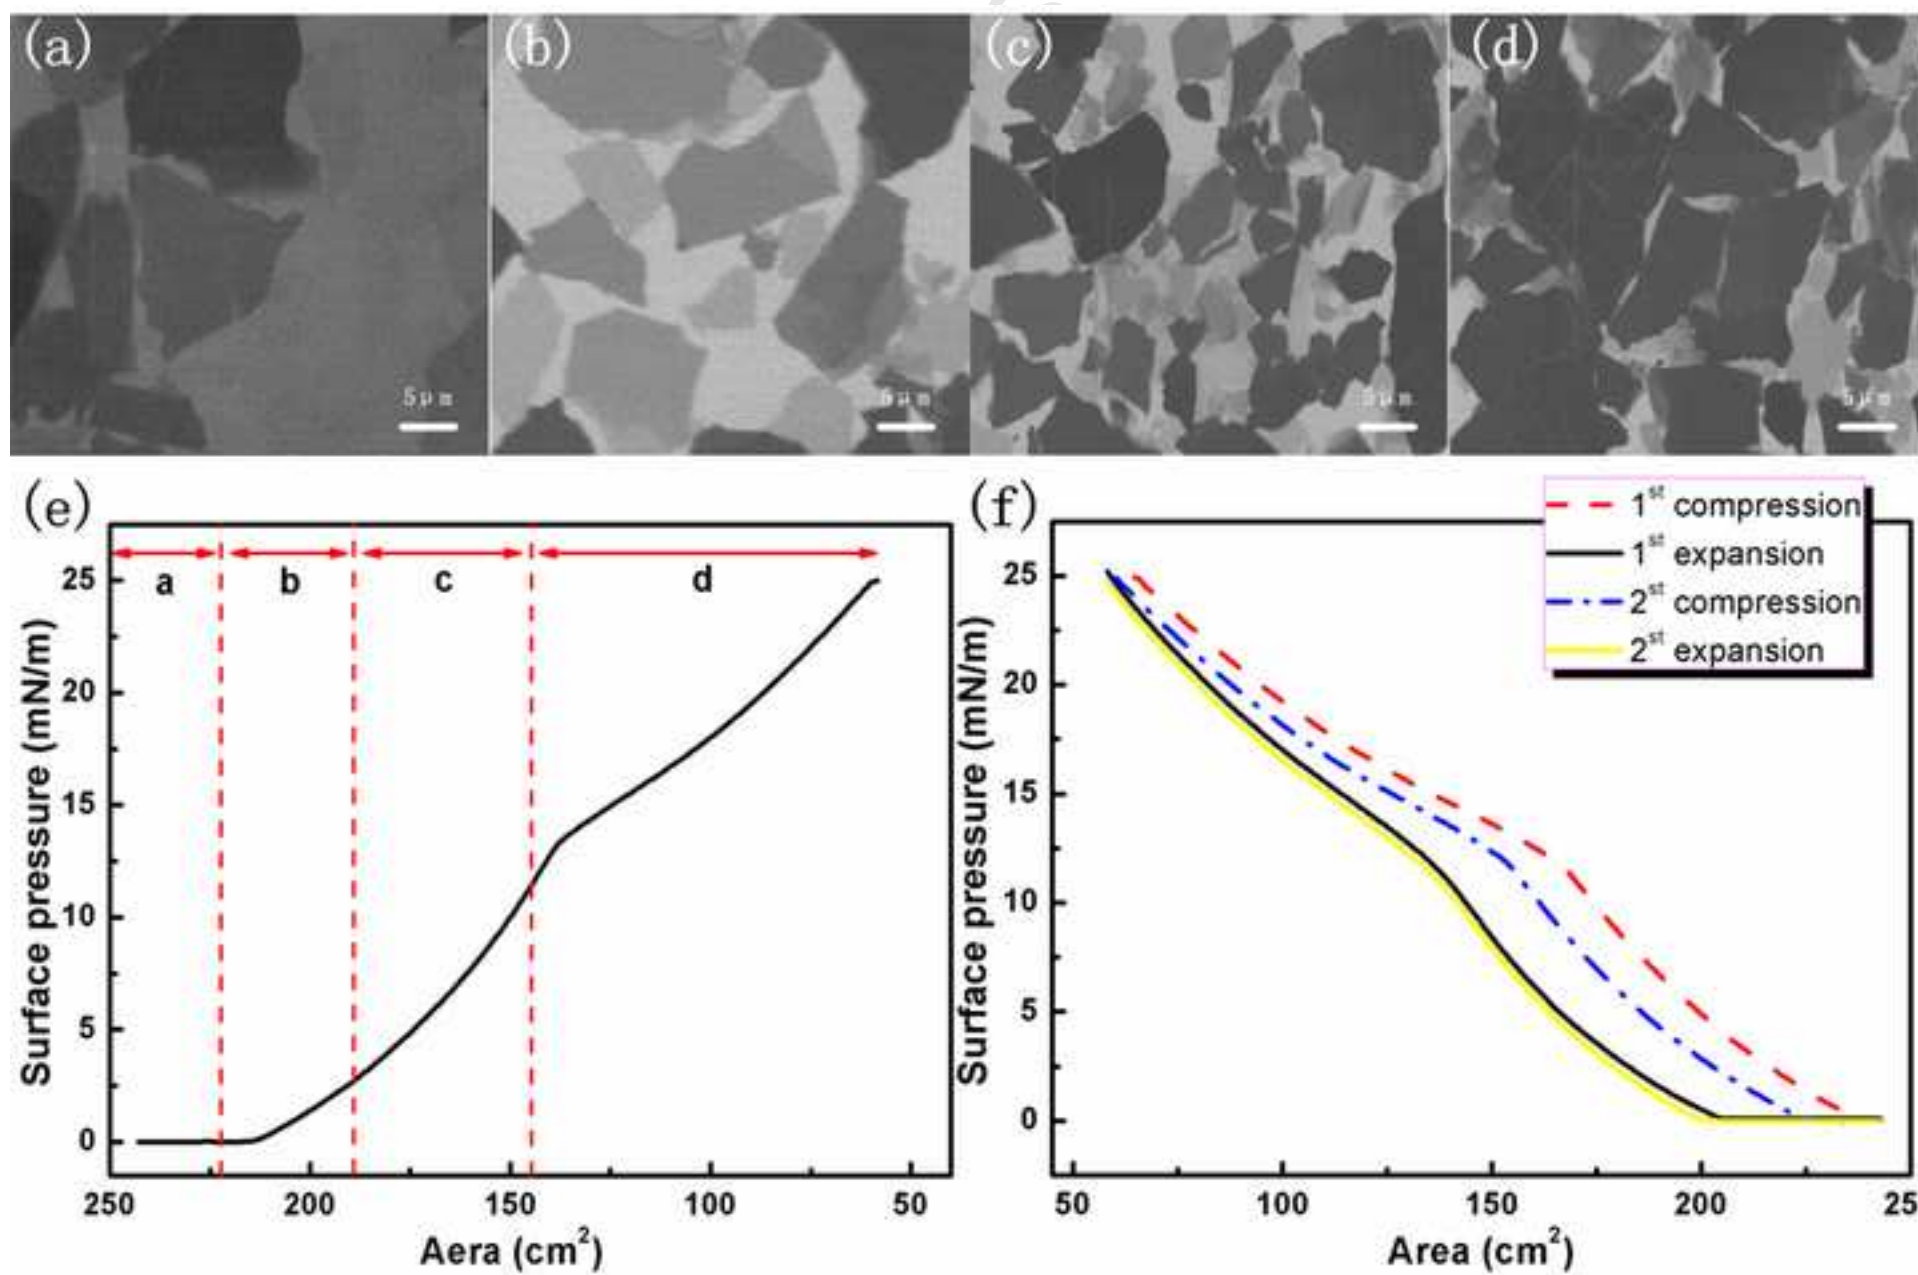 (a) (b) (c) (d)
5μm 5μm 5μm 5μm
(e)
a b c d
25
20
15
10
5
0
Surface pressure (mN/m)
250 200 150 100 50
Aera (cm²)
(f)
1st compression
1st expansion
2st compression
2st expansion
25
20
15
10
5
0
Surface pressure (mN/m)
50 100 150 200 25
Area (cm²)